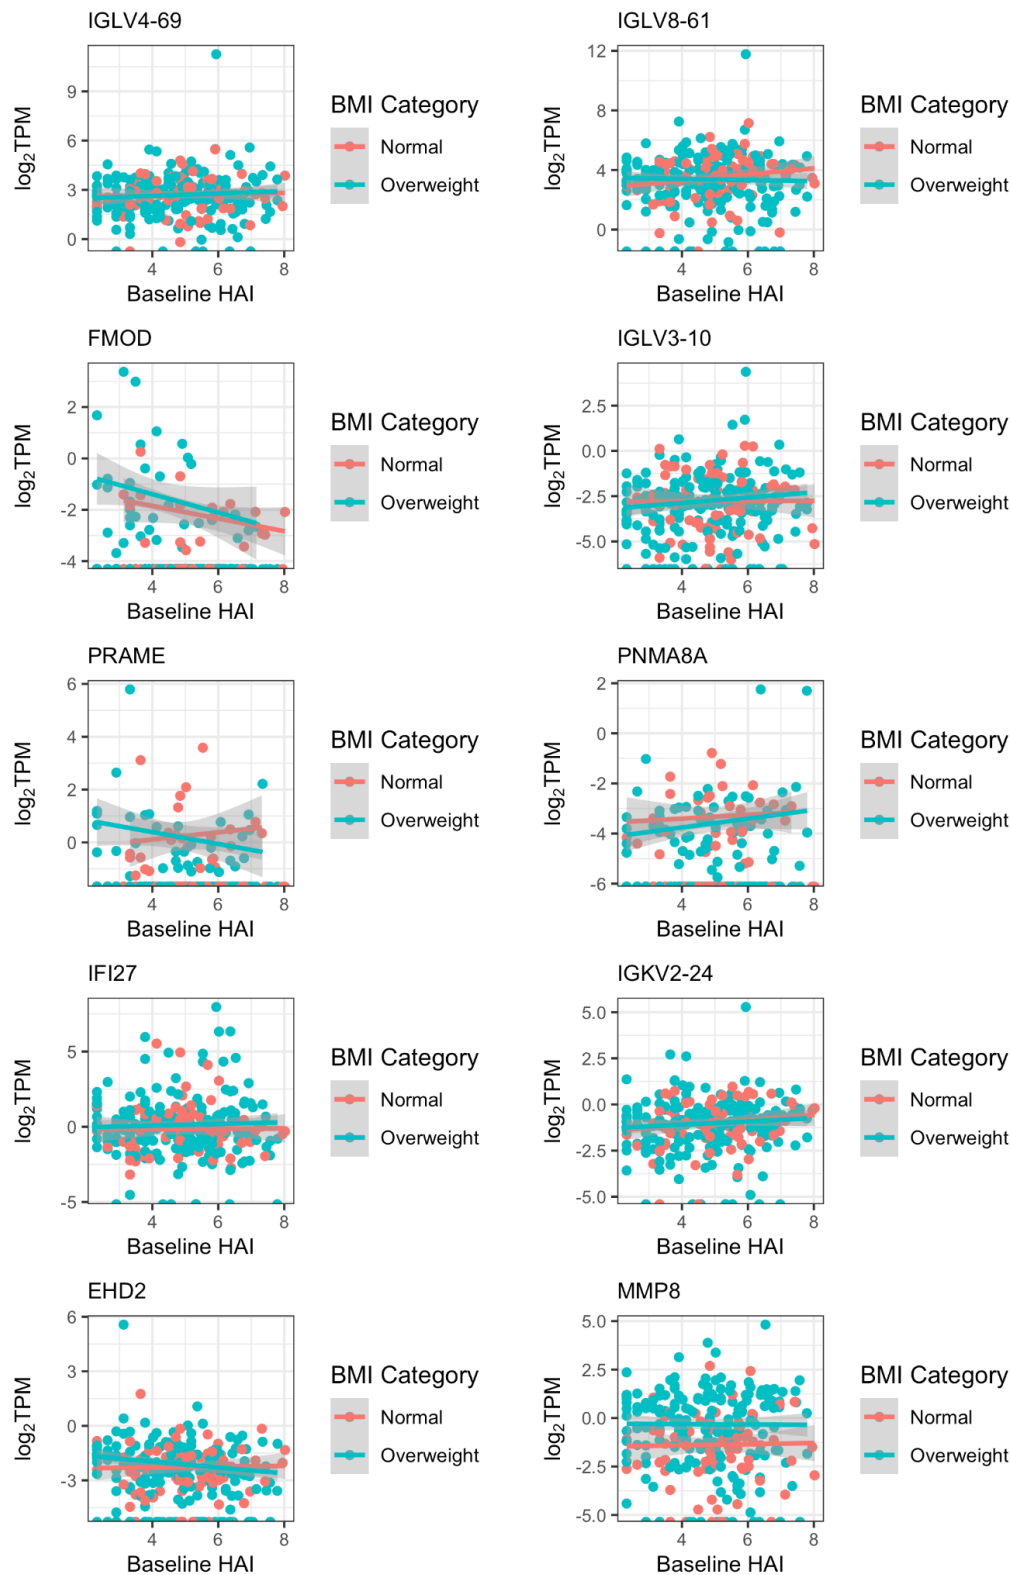 IGLV4-69
IGLV8-61
log2TPM
9
6
3
0
4 6 8
Baseline HAI
BMI Category
Normal
Overweight
log2TPM
12
8
4
0
4 6 8
Baseline HAI
BMI Category
Normal
Overweight
FMOD
IGLV3-10
log2TPM
2
0
-2
-4
4 6 8
Baseline HAI
BMI Category
Normal
Overweight
log2TPM
2.5
0.0
-2.5
-5.0
4 6 8
Baseline HAI
BMI Category
Normal
Overweight
PRAME
PNMA8A
log2TPM
6
4
2
0
4 6 8
Baseline HAI
BMI Category
Normal
Overweight
log2TPM
2
0
-2
-4
-6
4 6 8
Baseline HAI
BMI Category
Normal
Overweight
IFI27
IGKV2-24
log2TPM
5
0
-5
4 6 8
Baseline HAI
BMI Category
Normal
Overweight
log2TPM
5.0
2.5
0.0
-2.5
-5.0
4 6 8
Baseline HAI
BMI Category
Normal
Overweight
EHD2
MMP8
log2TPM
6
3
0
-3
4 6 8
Baseline HAI
BMI Category
Normal
Overweight
log2TPM
5.0
2.5
0.0
-2.5
-5.0
4 6 8
Baseline HAI
BMI Category
Normal
Overweight